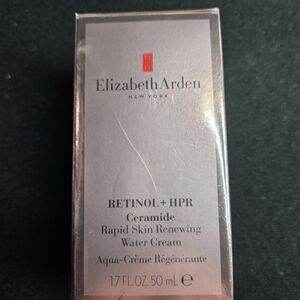 Elizabeth Arden
NEW YORK
RETINOL + HPR
Ceramide
Rapid Skin Renewing
Water Cream
Aqua-Crème Régénérante
1.7 FL.OZ. 50 mL ℮